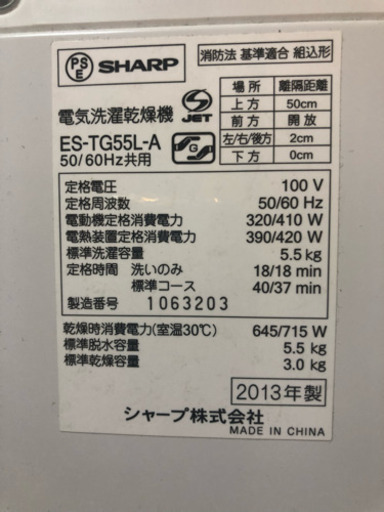 PSE SHARP
消防法 基準適合 組込形
場所 離隔距離
上方 50cm
前方 開放
左/右/後方 2cm
下方 0cm
電気洗濯乾燥機
S JET
ES-TG55L-A
50/60Hz共用
G
定格電圧 100 V
定格周波数 50/60 Hz
電動機定格消費電力 320/410 W
電熱装置定格消費電力 390/420 W
標準洗濯容量 5.5 kg
定格時間 洗いのみ 18/18 min
標準コース 40/37 min
製造番号 1063203
乾燥時消費電力(室温30℃) 645/715 W
標準脱水容量 5.5 kg
標準乾燥容量 3.0 kg
2013年製
シャープ株式会社
MADE IN CHINA